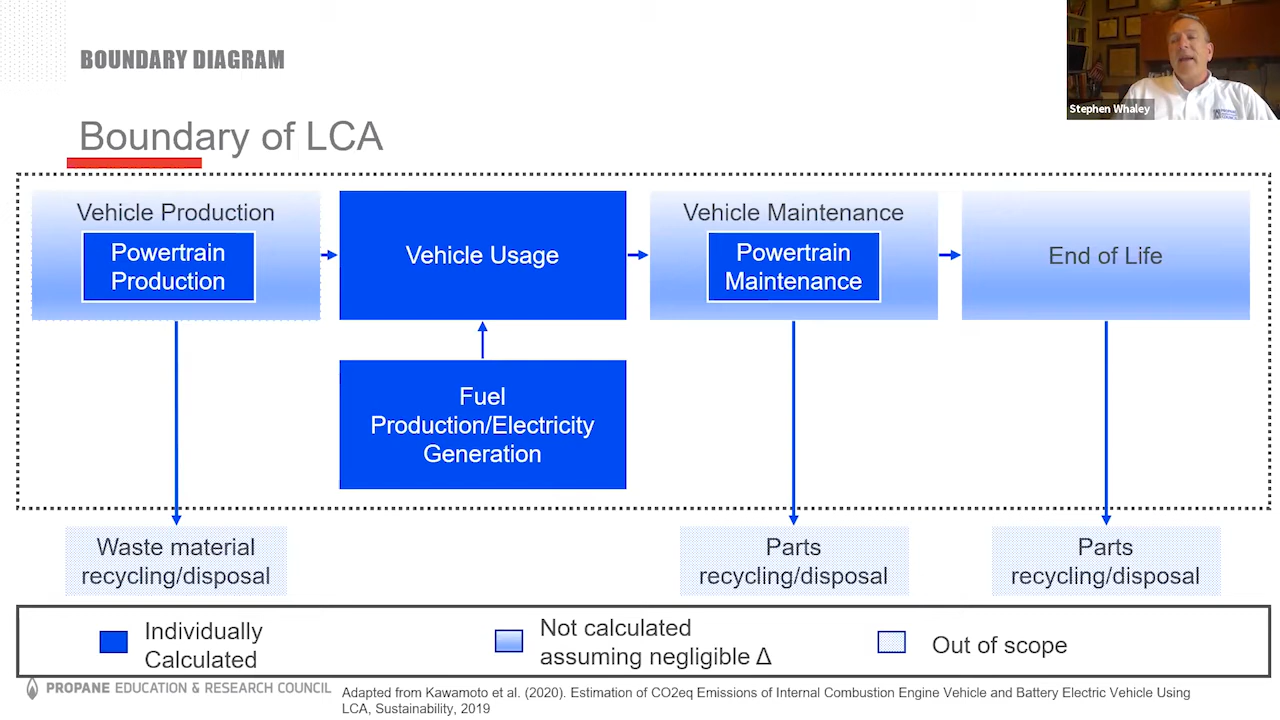 BOUNDARY DIAGRAM
Stephen Whaley
Boundary of LCA
Vehicle Production
Powertrain
Production
Vehicle Usage
Vehicle Maintenance
Powertrain
Maintenance
End of Life
Fuel
Production/Electricity
Generation
Waste material
recycling/disposal
Parts
recycling/disposal
Parts
recycling/disposal
Individually
Calculated
Not calculated
assuming negligible Δ
Out of scope
PROPANE EDUCATION & RESEARCH COUNCIL
Adapted from Kawamoto et al. (2020). Estimation of CO2eq Emissions of Internal Combustion Engine Vehicle and Battery Electric Vehicle Using
LCA, Sustainability, 2019